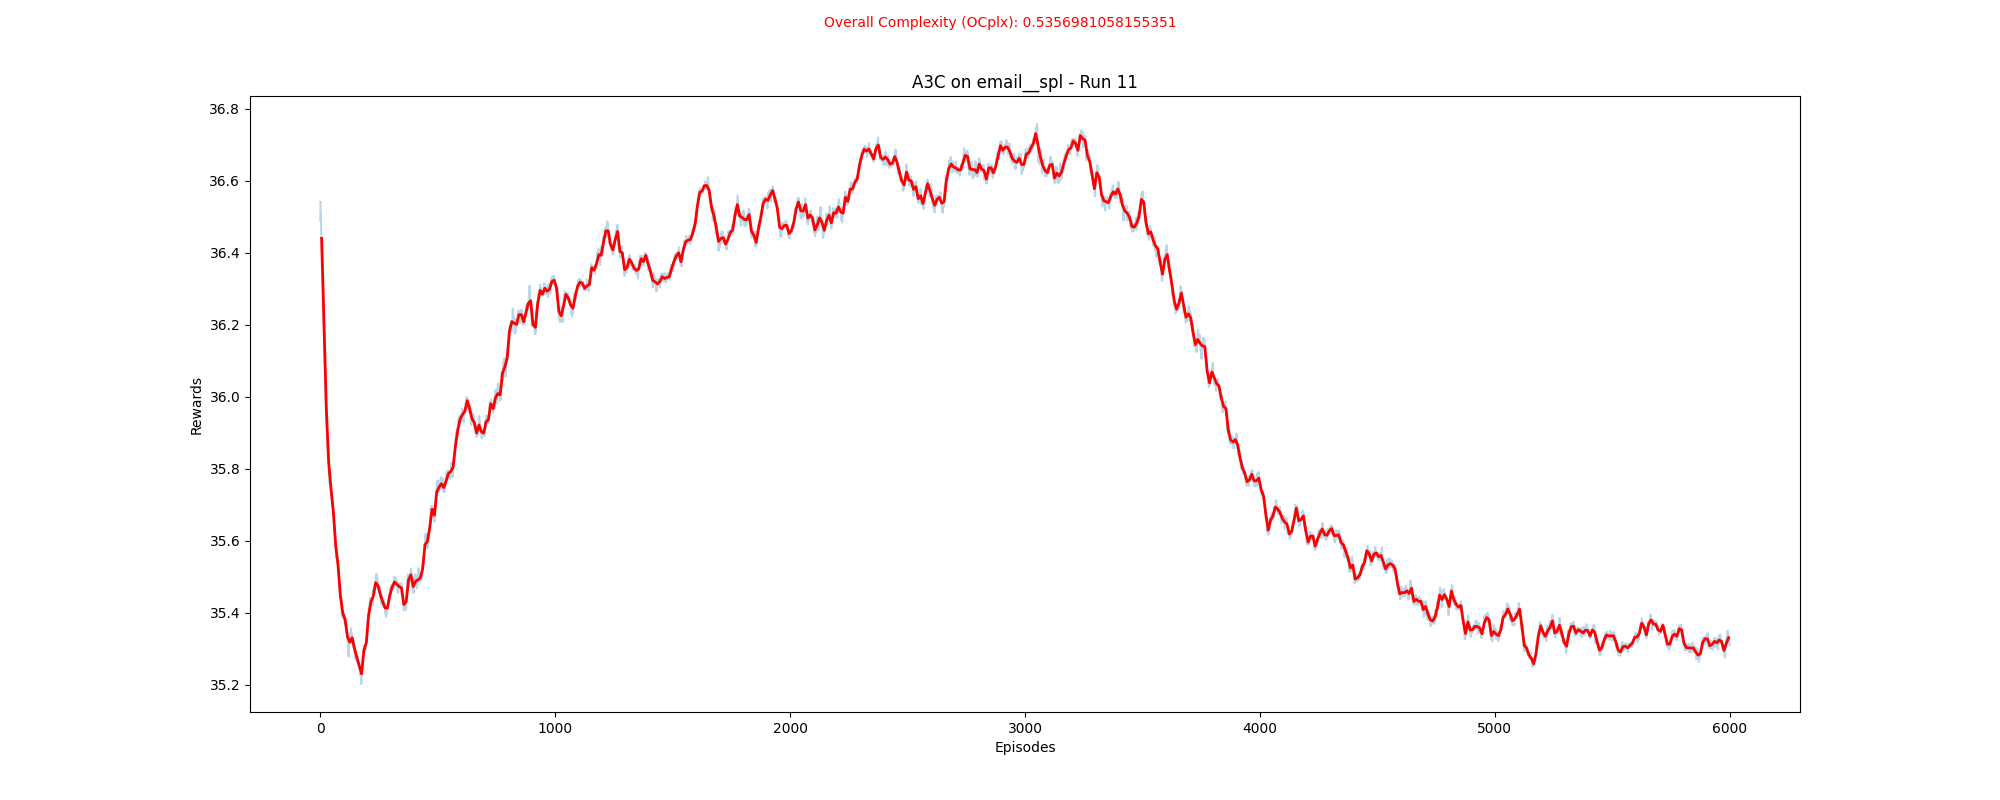 Overall Complexity (OCplx): 0.5356981058155351
A3C on email__spl - Run 11
36.8
36.6
36.4
36.2
36.0
35.8
35.6
35.4
35.2
Rewards
0 1000 2000 3000 4000 5000 6000
Episodes